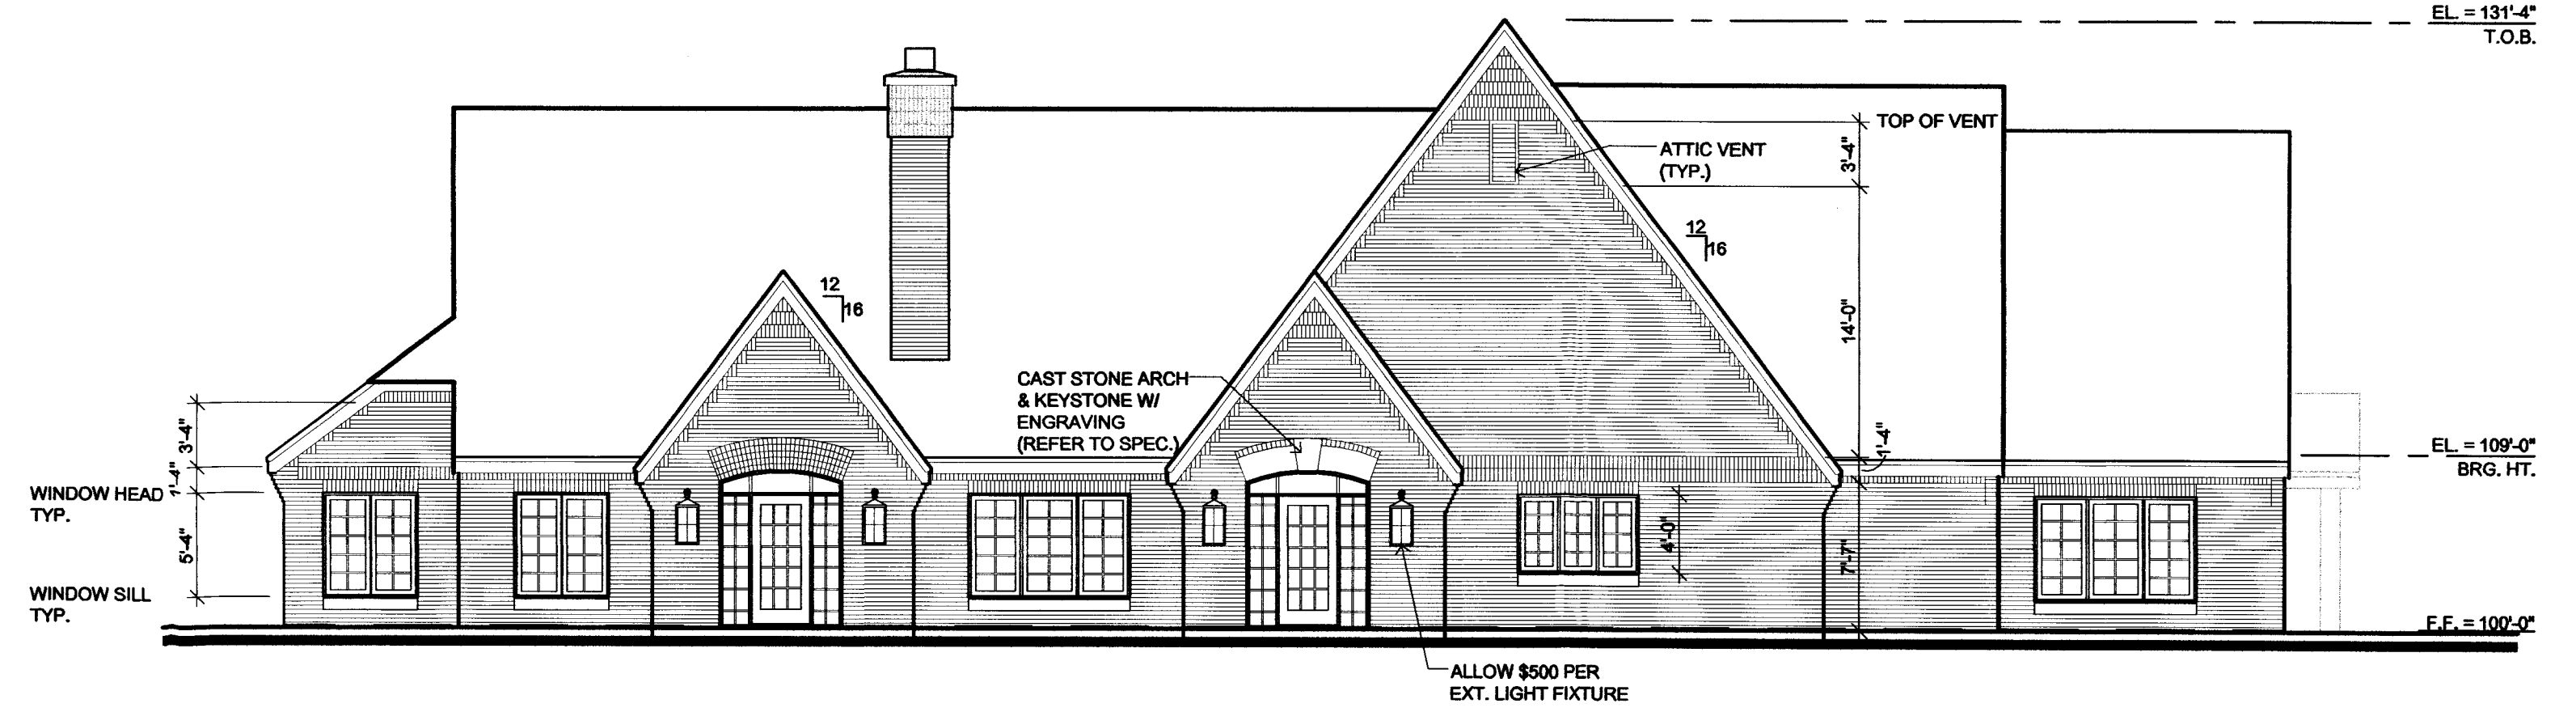 EL. = 131'-4"
T.O.B.
TOP OF VENT
3'-4"
ATTIC VENT
(TYP.)
12
16
12
16
14'-0"
CAST STONE ARCH
& KEYSTONE W/
ENGRAVING
(REFER TO SPEC.)
3'-4"
1'-4"
1'-4"
EL. = 109'-0"
BRG. HT.
WINDOW HEAD
TYP.
5'-4"
4'-0"
7'-7"
WINDOW SILL
TYP.
F.F. = 100'-0"
ALLOW $500 PER
EXT. LIGHT FIXTURE